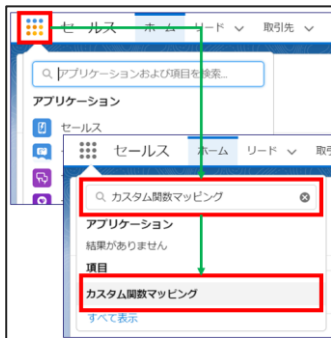 セールス ホーム リード 取引先
アプリケーションおよび項目を検索...
アプリケーション
セールス
セールス ホーム リード 取
カスタム関数マッピング
アプリケーション
結果がありません
項目
カスタム関数マッピング
すべて表示